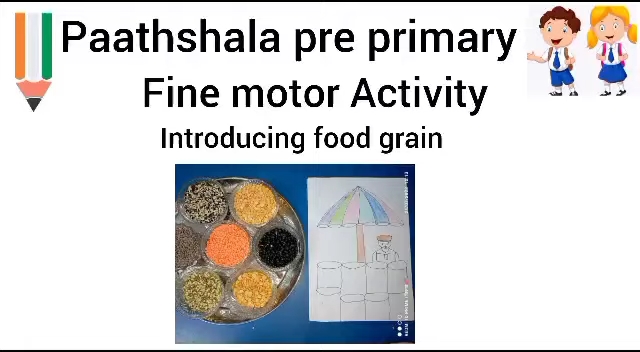 Paathshala pre primary
Fine motor Activity
Introducing food grain